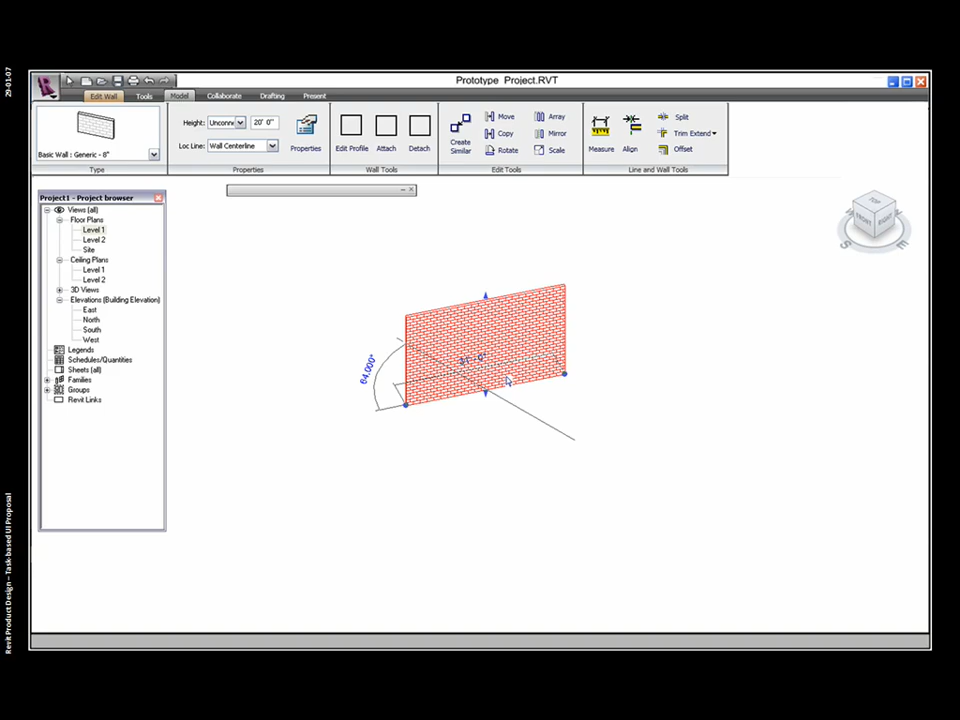 29-01-07
Revit Product Design – Task-based UI Proposal
Prototype Project.RVT
Edit Wall
Tools
Model
Collaborate
Drafting
Present
Basic Wall : Generic - 8"
Type
Height:
Unconn
20' 0"
Loc Line:
Wall Centerline
Properties
Properties
Edit Profile
Attach
Detach
Wall Tools
Create
Similar
Move
Copy
Rotate
Array
Mirror
Scale
Edit Tools
Measure
Align
Split
Trim Extend
Offset
Line and Wall Tools
Project1 - Project browser
Views (all)
Floor Plans
Level 1
Level 2
Site
Ceiling Plans
Level 1
Level 2
3D Views
Elevations (Building Elevation)
East
North
South
West
Legends
Schedules/Quantities
Sheets (all)
Families
Groups
Revit Links
TOP
FRONT
RIGHT
S
E
64.000°